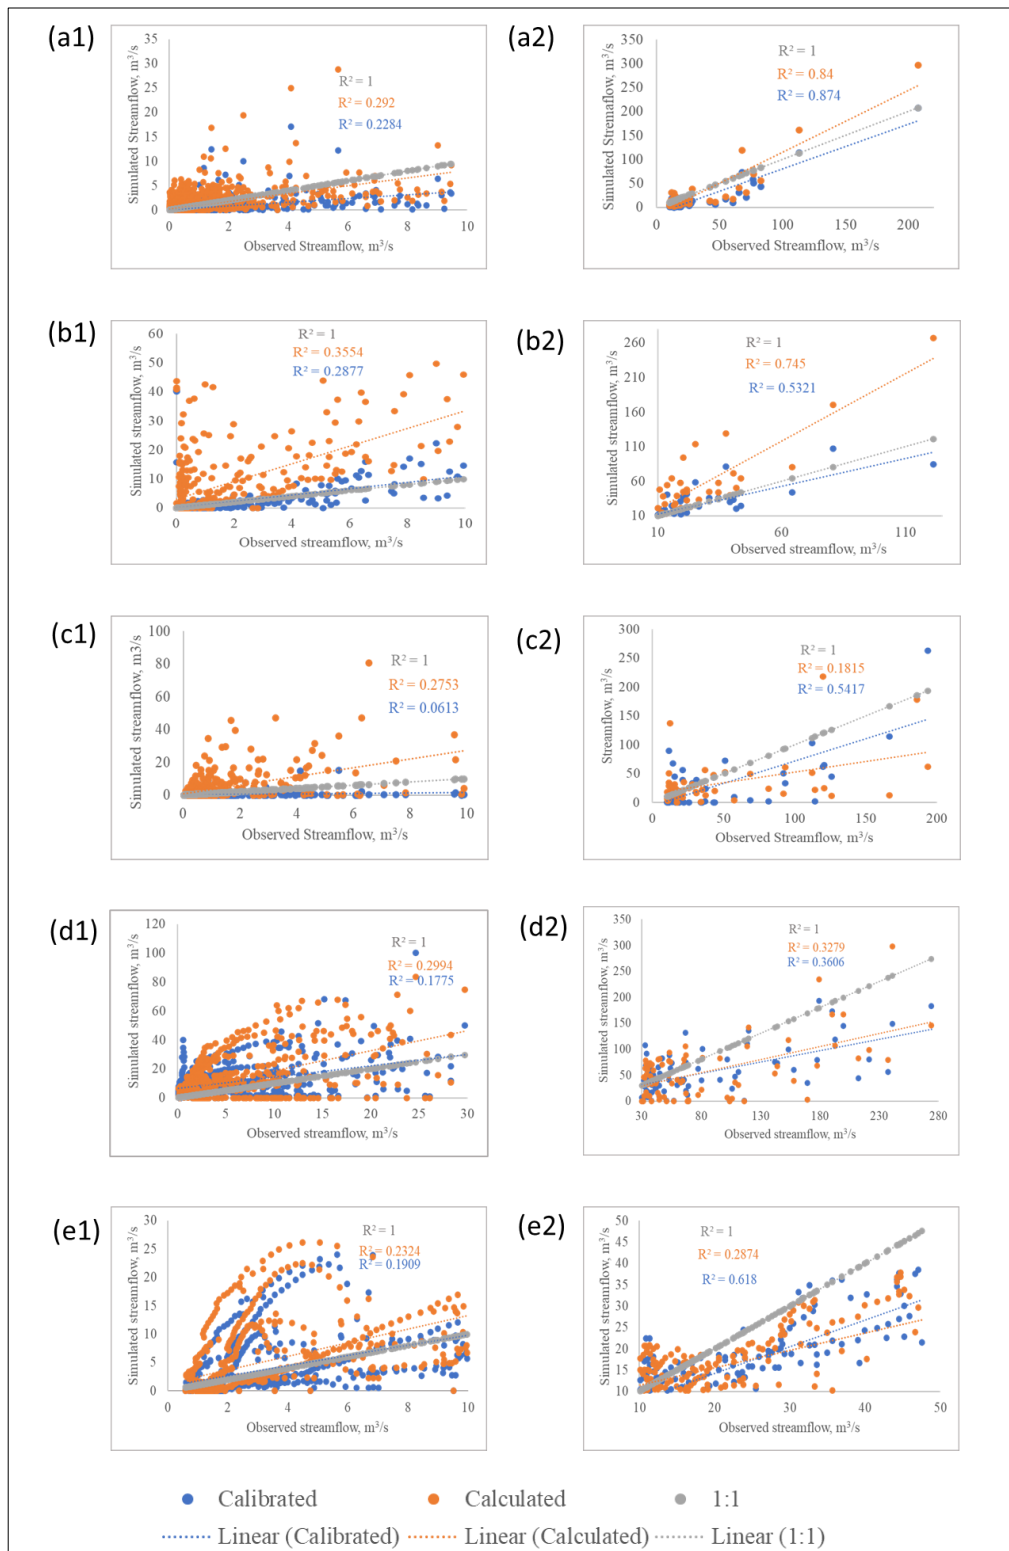 (a1)
35
30
25
20
15
10
5
0
0 2 4 6 8 10
Simulated Streamflow, m³/s
Observed Streamflow, m³/s
R² = 1
R² = 0.292
R² = 0.2284
(a2)
350
300
250
200
150
100
50
0
0 50 100 150 200
Simulated Stremaflow, m³/s
Observed Streamflow, m³/s
R² = 1
R² = 0.84
R² = 0.874
(b1)
60
50
40
30
20
10
0
0 2 4 6 8 10
Simulated streamflow, m³/s
Observed streamflow, m³/s
R² = 1
R² = 0.3554
R² = 0.2877
(b2)
260
210
160
110
60
10
10 60 110
Simulated streamflow, m³/s
Observed streamflow, m³/s
R² = 1
R² = 0.745
R² = 0.5321
(c1)
100
80
60
40
20
0
0 2 4 6 8 10
Simulated streamflow, m3/s
Observed Streamflow, m³/s
R² = 1
R² = 0.2753
R² = 0.0613
(c2)
300
250
200
150
100
50
0
0 50 100 150 200
Streamflow, m³/s
Observed Streamflow, m³/s
R² = 1
R² = 0.1815
R² = 0.5417
(d1)
120
100
80
60
40
20
0
0 5 10 15 20 25 30
Simulated streamflow, m³/s
Observed streamflow, m³/s
R² = 1
R² = 0.2994
R² = 0.1775
(d2)
350
300
250
200
150
100
50
0
30 80 130 180 230 280
Simulated streamflow, m³/s
Observed streamflow, m³/s
R² = 1
R² = 0.3279
R² = 0.3606
(e1)
30
25
20
15
10
5
0
0 2 4 6 8 10
Simulated streamflow, m³/s
Observed streamflow, m³/s
R² = 1
R² = 0.2324
R² = 0.1909
(e2)
50
45
40
35
30
25
20
15
10
10 20 30 40 50
Simulated streamflow, m³/s
Observed streamflow, m³/s
R² = 1
R² = 0.2874
R² = 0.618
Calibrated Calculated 1:1
Linear (Calibrated) Linear (Calculated) Linear (1:1)